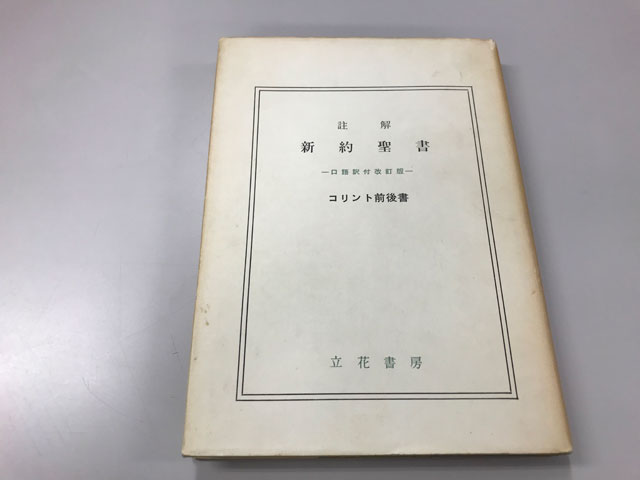 註解
新約聖書
―口語訳付改訂版―
コリント前後書
立花書房